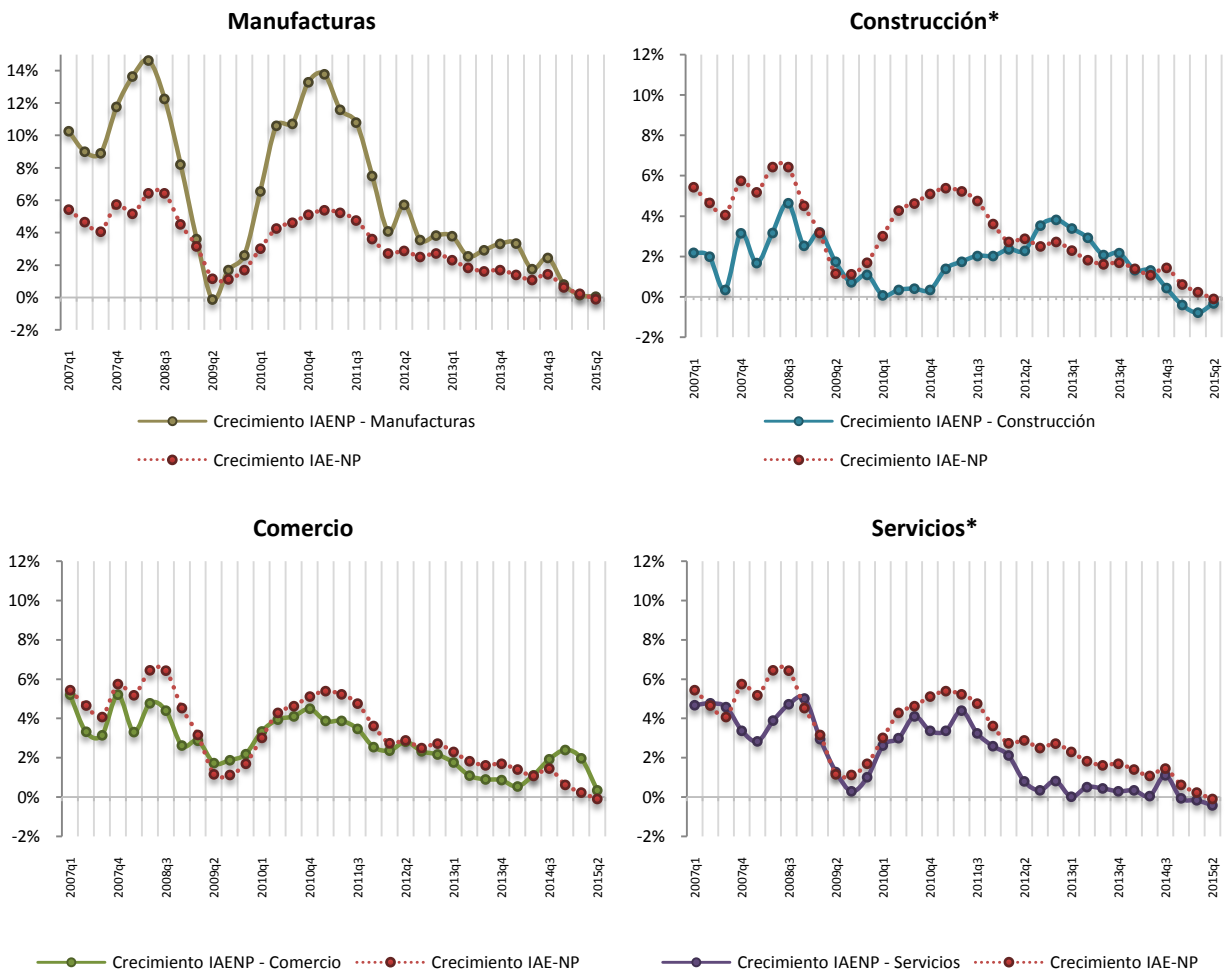 Manufacturas
14%
12%
10%
8%
6%
4%
2%
0%
-2%
2007q1
2007q4
2008q3
2009q2
2010q1
2010q4
2011q3
2012q2
2013q1
2013q4
2014q3
2015q2
Crecimiento IAENP - Manufacturas
Crecimiento IAE-NP
Construcción*
12%
10%
8%
6%
4%
2%
0%
-2%
2007q1
2007q4
2008q3
2009q2
2010q1
2010q4
2011q3
2012q2
2013q1
2013q4
2014q3
2015q2
Crecimiento IAENP - Construcción
Crecimiento IAE-NP
Comercio
12%
10%
8%
6%
4%
2%
0%
-2%
2007q1
2007q4
2008q3
2009q2
2010q1
2010q4
2011q3
2012q2
2013q1
2013q4
2014q3
2015q2
Crecimiento IAENP - Comercio
Crecimiento IAE-NP
Servicios*
12%
10%
8%
6%
4%
2%
0%
-2%
2007q1
2007q4
2008q3
2009q2
2010q1
2010q4
2011q3
2012q2
2013q1
2013q4
2014q3
2015q2
Crecimiento IAENP - Servicios
Crecimiento IAE-NP